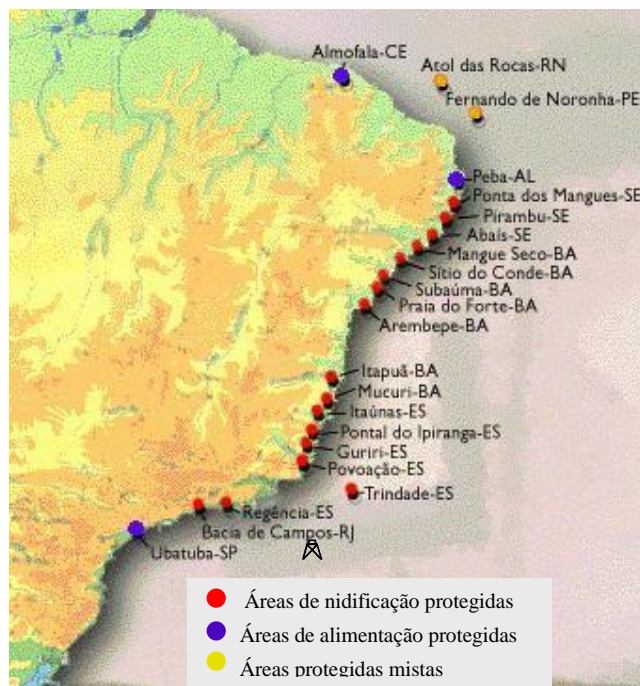 Almofala-CE
Atol das Rocas-RN
Fernando de Noronha-PE
Peba-AL
Ponta dos Mangues-SE
Pirambu-SE
Abaís-SE
Mangue Seco-BA
Sítio do Conde-BA
Subaúma-BA
Praia do Forte-BA
Arembepe-BA
Itapuã-BA
Mucuri-BA
Itaúnas-ES
Pontal do Ipiranga-ES
Guriri-ES
Povoação-ES
Trindade-ES
Regência-ES
Bacia de Campos-RJ
Ubatuba-SP
Áreas de nidificação protegidas
Áreas de alimentação protegidas
Áreas protegidas mistas